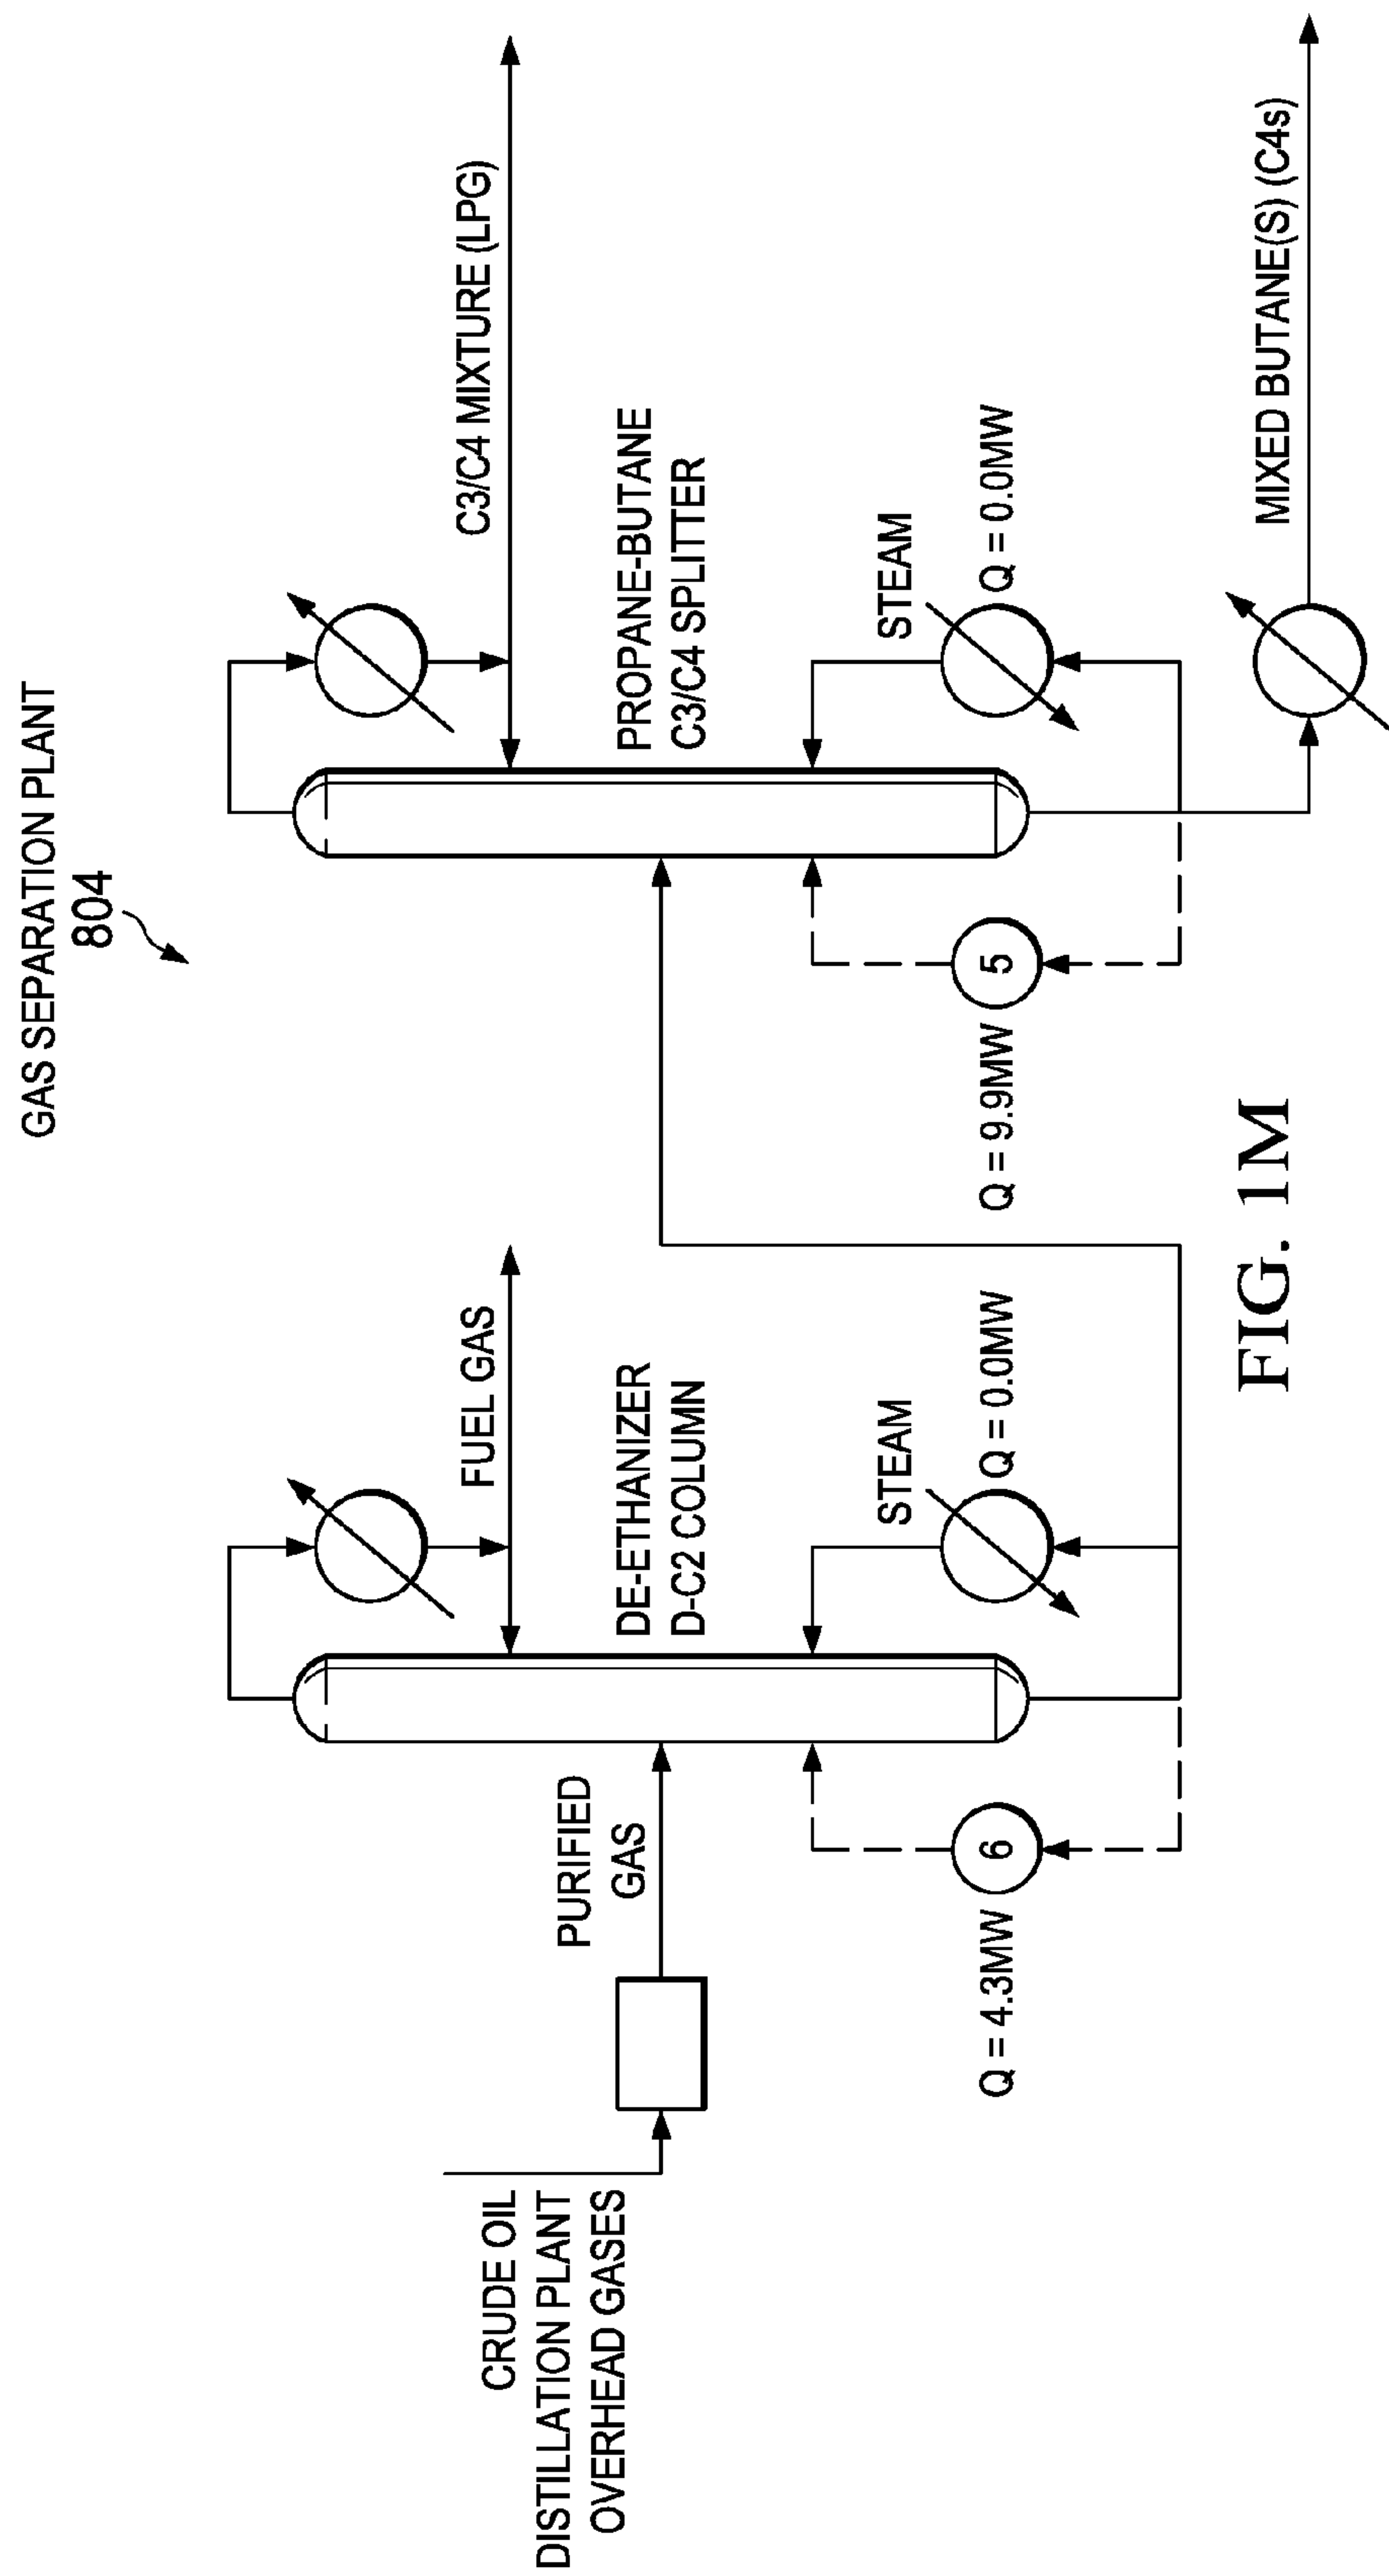 GAS SEPARATION PLANT
804
CRUDE OIL
DISTILLATION PLANT
OVERHEAD GASES
PURIFIED
GAS
FUEL GAS
DE-ETHANIZER
D-C2 COLUMN
STEAM
Q = 0.0MW
6
Q = 4.3MW
C3/C4 MIXTURE (LPG)
PROPANE-BUTANE
C3/C4 SPLITTER
STEAM
Q = 0.0MW
5
Q = 9.9MW
MIXED BUTANE(S) (C4s)
FIG. 1M